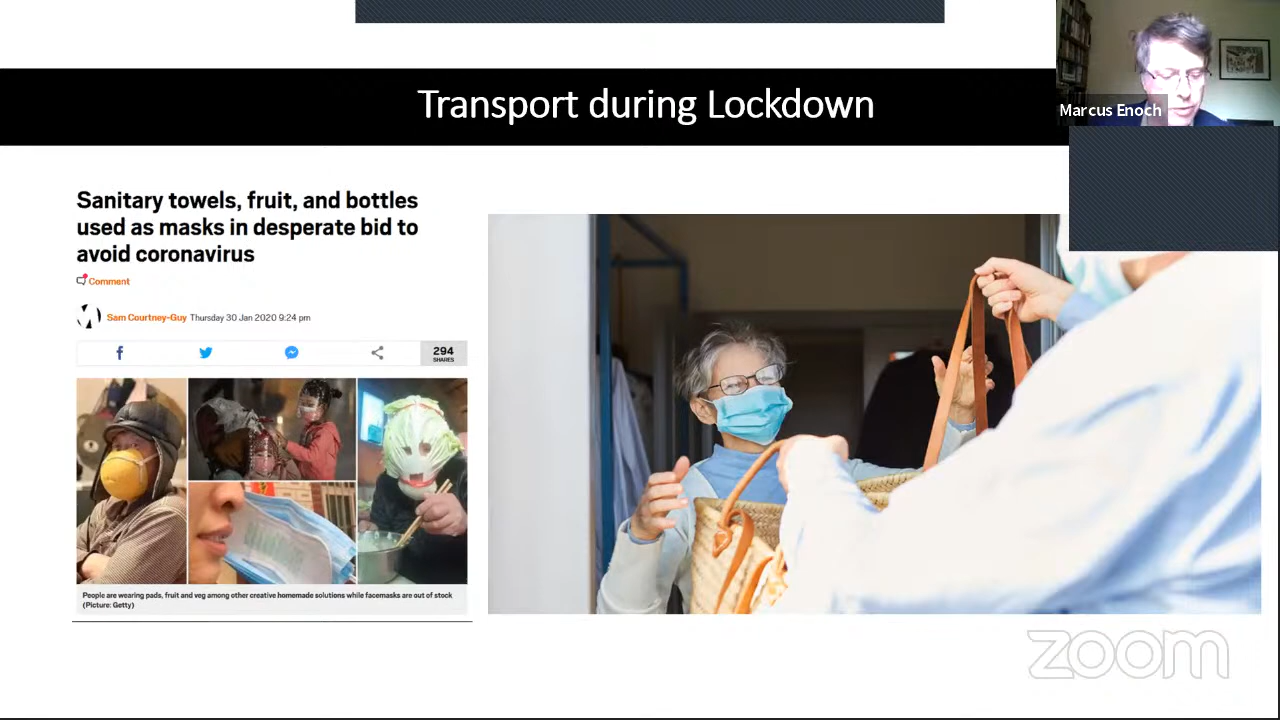 Transport during Lockdown
Marcus Enoch
Sanitary towels, fruit, and bottles
used as masks in desperate bid to
avoid coronavirus
Comment
Sam Courtney-Guy Thursday 30 Jan 2020 9:24 pm
294
SHARES
People are wearing pads, fruit and veg among other creative homemade solutions while facemasks are out of stock
(Picture: Getty)
zoom